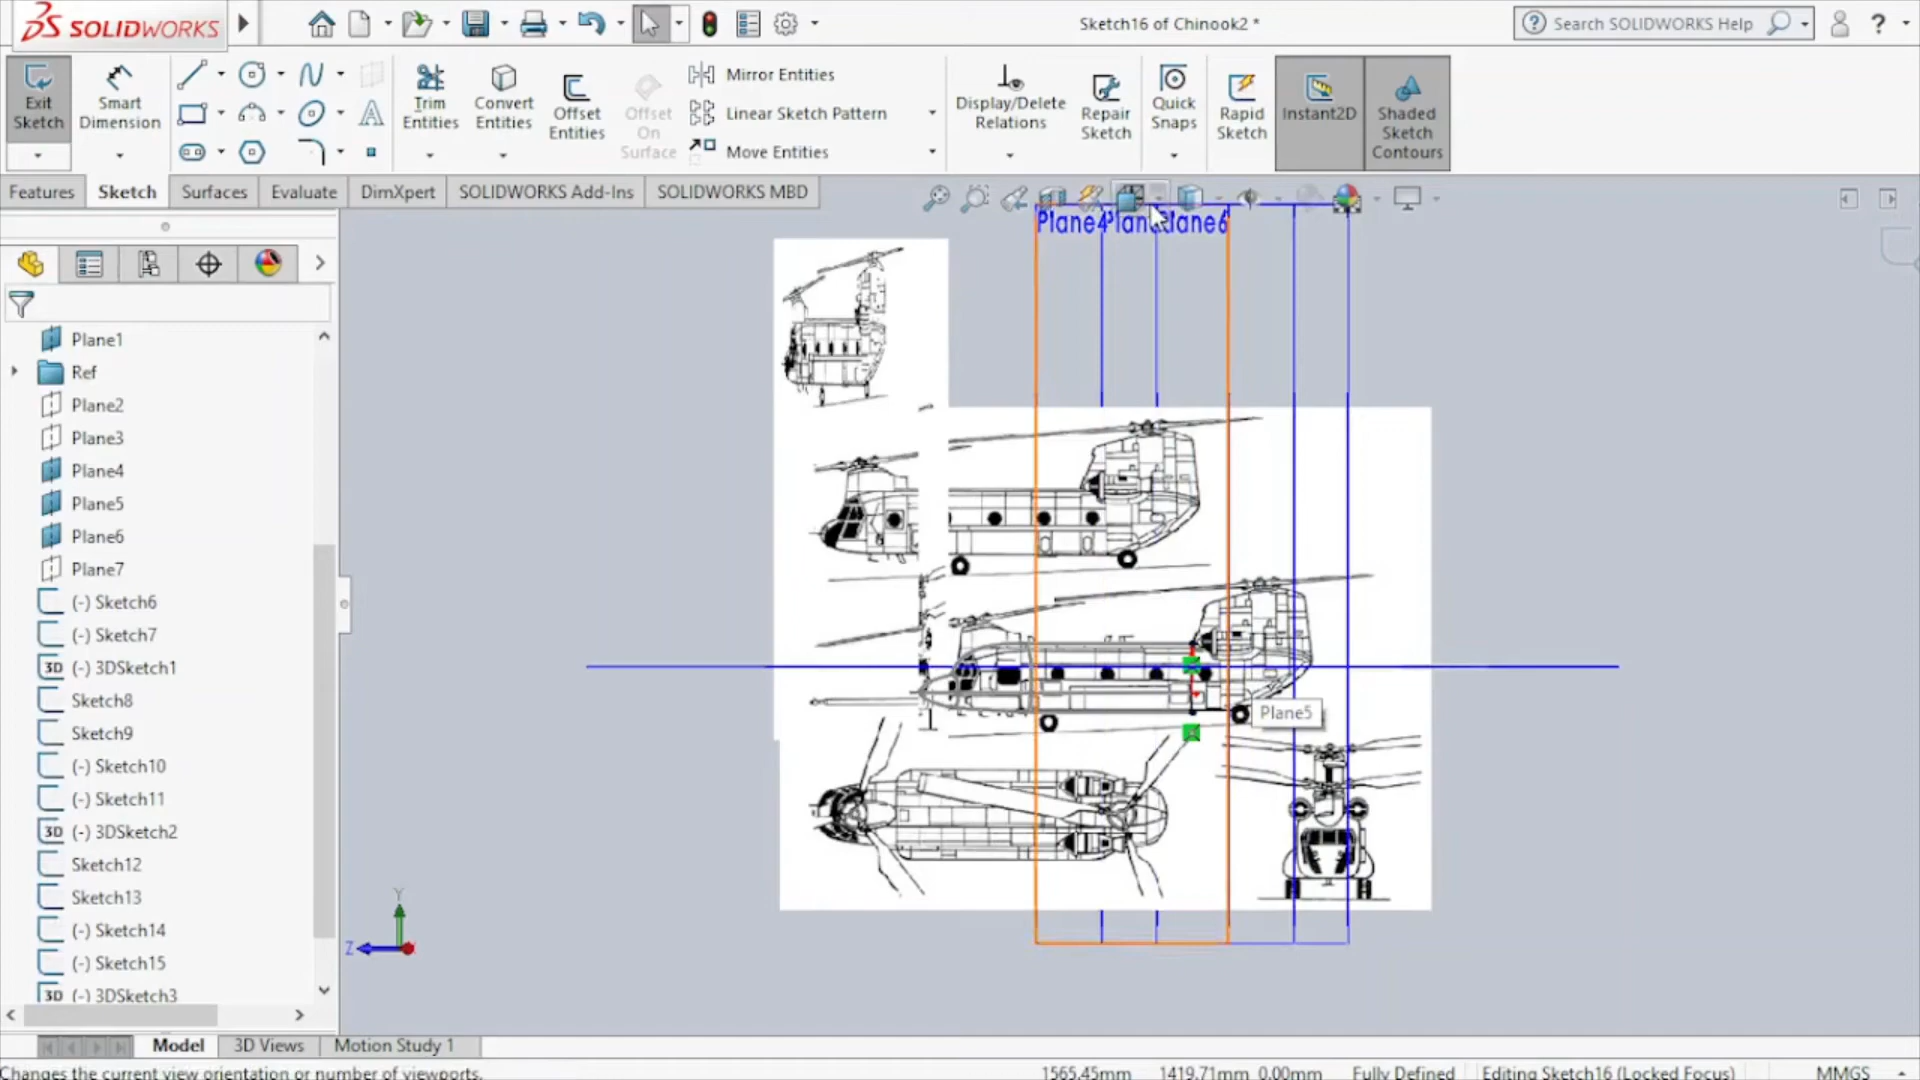 SOLIDWORKS
Sketch16 of Chinook2 *
Search SOLIDWORKS Help
?
Exit Sketch
Smart Dimension
Trim Entities
Convert Entities
Offset Entities
Offset On Surface
Mirror Entities
Linear Sketch Pattern
Move Entities
Display/Delete Relations
Repair Sketch
Quick Snaps
Rapid Sketch
Instant2D
Shaded Sketch Contours
Features
Sketch
Surfaces
Evaluate
DimXpert
SOLIDWORKS Add-Ins
SOLIDWORKS MBD
Plane4
Plane6
Plane1
Ref
Plane2
Plane3
Plane4
Plane5
Plane6
Plane7
(-) Sketch6
(-) Sketch7
3D (-) 3DSketch1
Sketch8
Sketch9
(-) Sketch10
(-) Sketch11
3D (-) 3DSketch2
Sketch12
Sketch13
(-) Sketch14
(-) Sketch15
3D (-) 3DSketch3
Plane5
Y
Z
Model
3D Views
Motion Study 1
Changes the current view orientation or number of viewports.
1565.45mm
1419.71mm
0.00mm
Fully Defined
Editing Sketch16 (Locked Focus)
MMGS